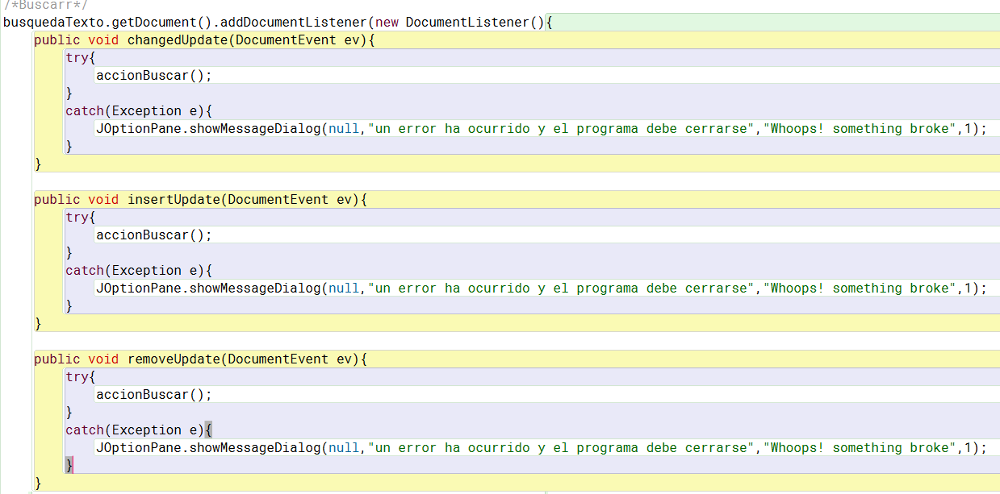 /*Buscarr*/
busquedaTexto.getDocument().addDocumentListener(new DocumentListener(){
public void changedUpdate(DocumentEvent ev){
try{
accionBuscar();
}
catch(Exception e){
JOptionPane.showMessageDialog(null,"un error ha ocurrido y el programa debe cerrarse","Whoops! something broke",1);
}
}
public void insertUpdate(DocumentEvent ev){
try{
accionBuscar();
}
catch(Exception e){
JOptionPane.showMessageDialog(null,"un error ha ocurrido y el programa debe cerrarse","Whoops! something broke",1);
}
}
public void removeUpdate(DocumentEvent ev){
try{
accionBuscar();
}
catch(Exception e){
JOptionPane.showMessageDialog(null,"un error ha ocurrido y el programa debe cerrarse","Whoops! something broke",1);
}
}